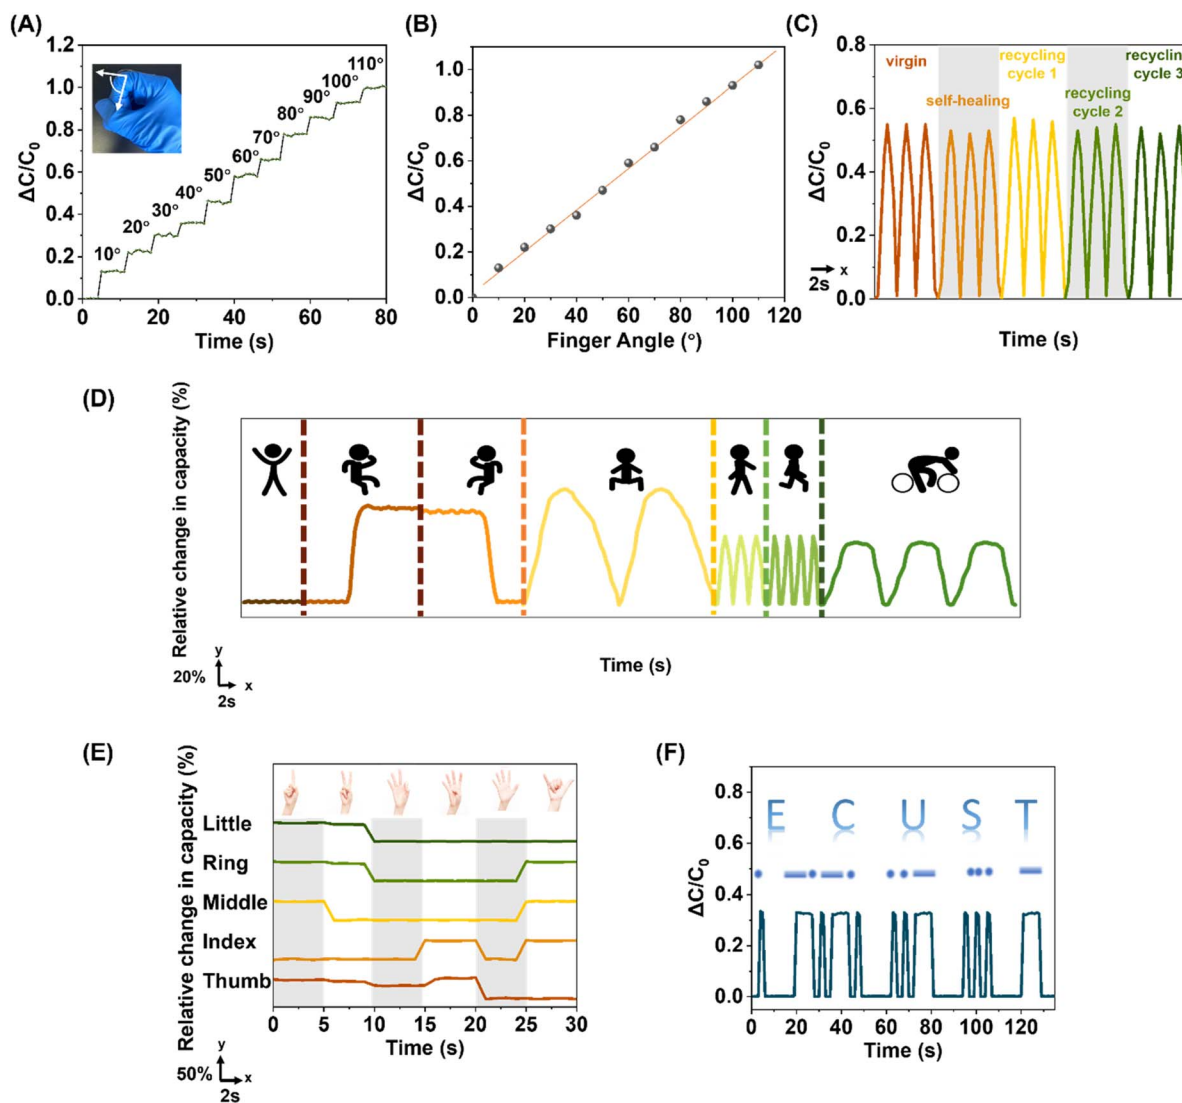 (A)
ΔC/C₀
1.2
1.0
0.8
0.6
0.4
0.2
0.0
10°
20°
30°
40°
50°
60°
70°
80°
90°
100°
110°
0 20 40 60 80
Time (s)
(B)
ΔC/C₀
1.2
1.0
0.8
0.6
0.4
0.2
0.0
0 20 40 60 80 100 120
Finger Angle (°)
(C)
ΔC/C₀
0.8
0.6
0.4
0.2
0.0
virgin
self-healing
recycling
cycle 1
recycling
cycle 2
recycling
cycle 3
x
2s
Time (s)
(D)
Relative change in capacity (%)
y
20%
x
2s
Time (s)
(E)
Relative change in capacity (%)
Little
Ring
Middle
Index
Thumb
0 5 10 15 20 25 30
Time (s)
y
50%
x
2s
(F)
ΔC/C₀
0.8
0.6
0.4
0.2
0.0
E C U S T
0 20 40 60 80 100 120
Time (s)